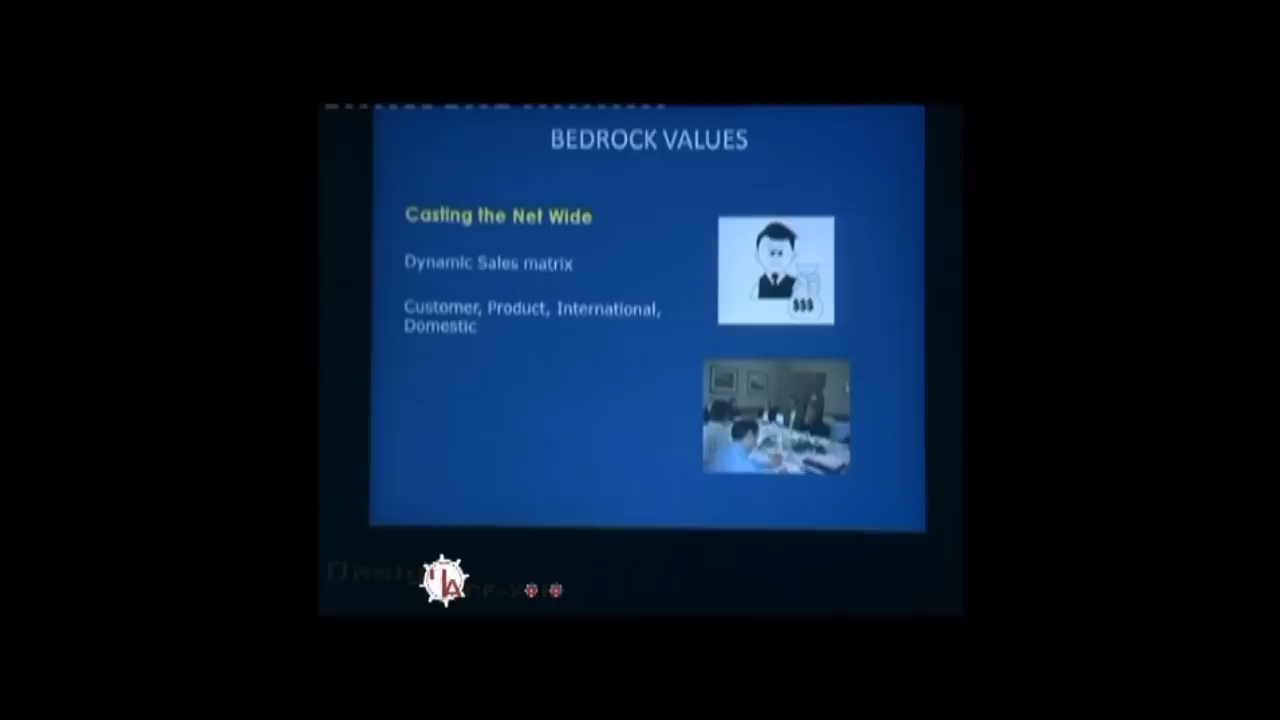 BEDROCK VALUES
Casting the Net Wide
Dynamic Sales matrix
Customer, Product, International,
Domestic
$$$